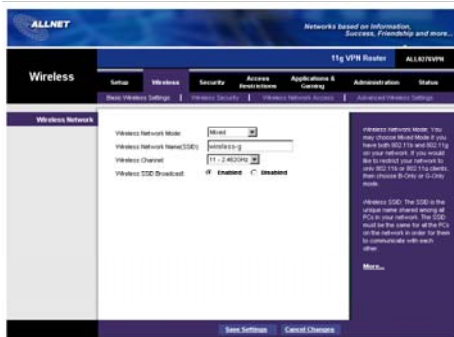 ALLNET
Networks based on Information,
Success, Friendship and more...
11g VPN Router
ALL0276VPN
Wireless
Setup
Wireless
Security
Access Restrictions
Applications & Gaming
Administration
Status
Basic Wireless Settings
Wireless Security
Wireless Network Access
Advanced Wireless Settings
Wireless Network
Wireless Network Mode: Mixed
Wireless Network Name(SSID): wireless-g
Wireless Channel: 11 - 2.462GHz
Wireless SSID Broadcast: Enabled Disabled
Wireless Network Mode: You
may choose Mixed Mode if you
have both 802.11b and 802.11g
on your network. If you would
like to restrict your network to
only 802.11b or 802.11g clients,
then choose B-Only or G-Only
mode.
Wireless SSID: The SSID is the
unique name shared among all
PCs in your network. The SSID
must be the same for all the PCs
on the network in order for them
to communicate with each
other.
More...
Save Settings
Cancel Changes